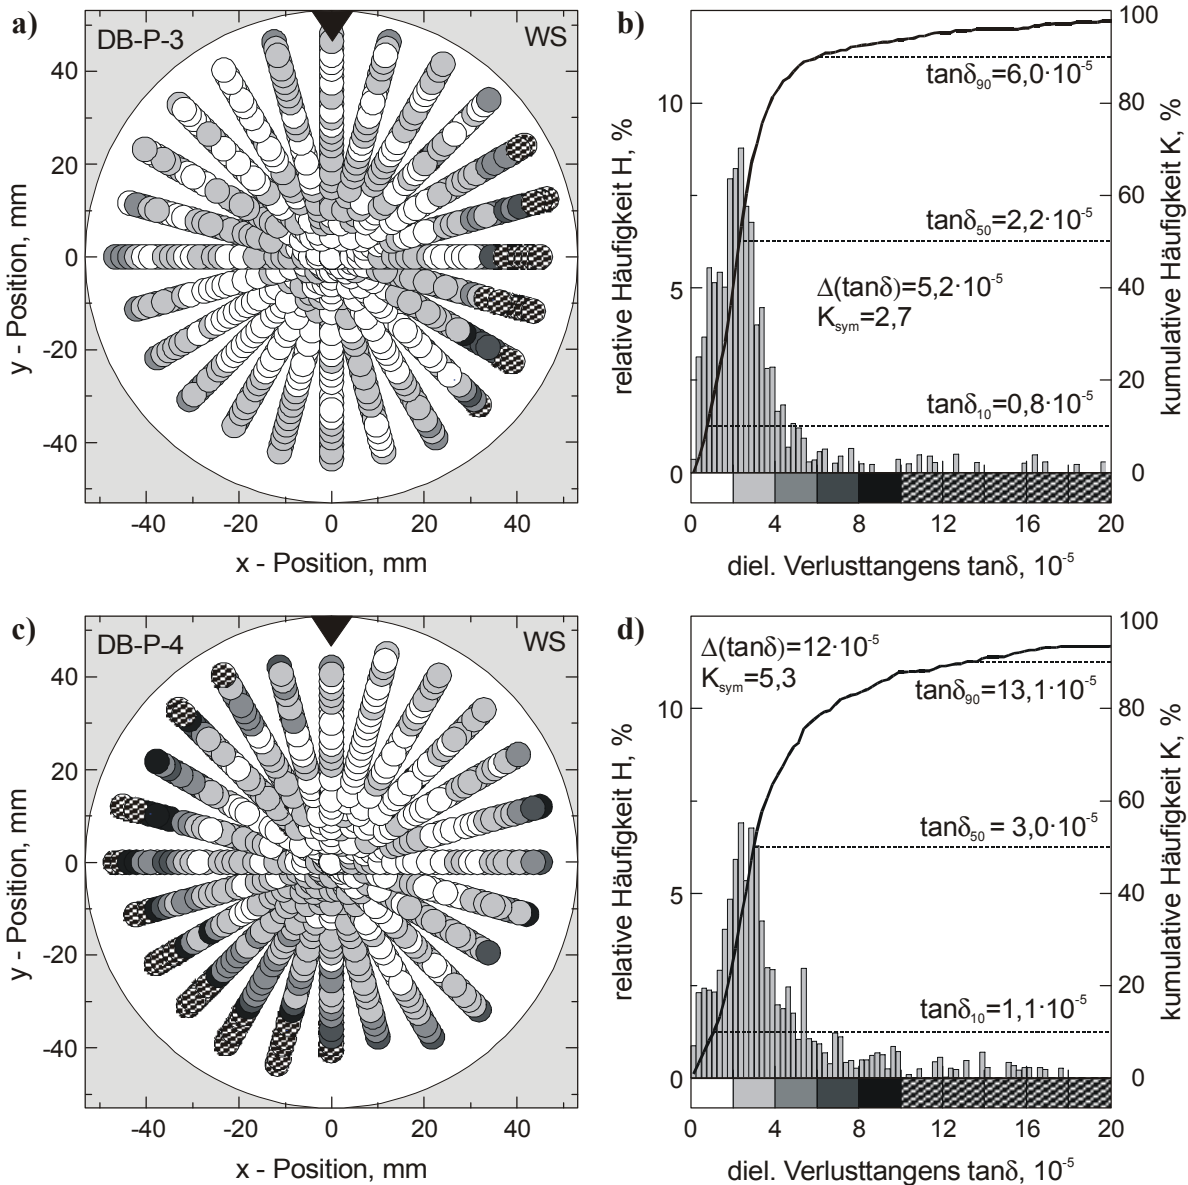 a)
DB-P-3
WS
40
20
0
-20
-40
y - Position, mm
-40 -20 0 20 40
x - Position, mm
b)
100
80
60
40
20
0
kumulative Häufigkeit K, %
10
5
0
relative Häufigkeit H, %
tanδ90=6,0·10-5
tanδ50=2,2·10-5
Δ(tanδ)=5,2·10-5
Ksym=2,7
tanδ10=0,8·10-5
0 4 8 12 16 20
diel. Verlusttangens tanδ, 10-5
c)
DB-P-4
WS
40
20
0
-20
-40
y - Position, mm
-40 -20 0 20 40
x - Position, mm
d)
Δ(tanδ)=12·10-5
Ksym=5,3
100
80
60
40
20
0
kumulative Häufigkeit K, %
10
5
0
relative Häufigkeit H, %
tanδ90=13,1·10-5
tanδ50 = 3,0·10-5
tanδ10=1,1·10-5
0 4 8 12 16 20
diel. Verlusttangens tanδ, 10-5